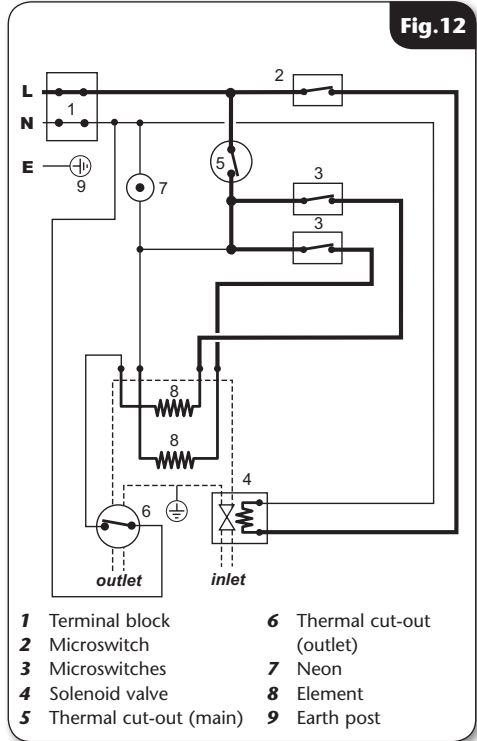 Fig.12
L
1
2
N
5
E
9
7
3
3
8
8
4
6
outlet
inlet
1 Terminal block
2 Microswitch
3 Microswitches
4 Solenoid valve
5 Thermal cut-out (main)
6 Thermal cut-out
(outlet)
7 Neon
8 Element
9 Earth post